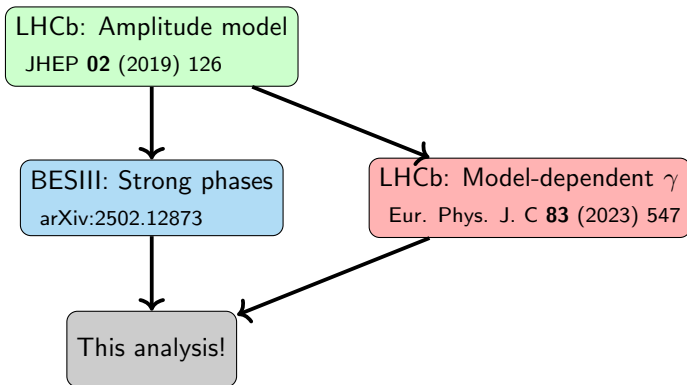 LHCb: Amplitude model
JHEP 02 (2019) 126
BESIII: Strong phases
arXiv:2502.12873
LHCb: Model-dependent γ
Eur. Phys. J. C 83 (2023) 547
This analysis!